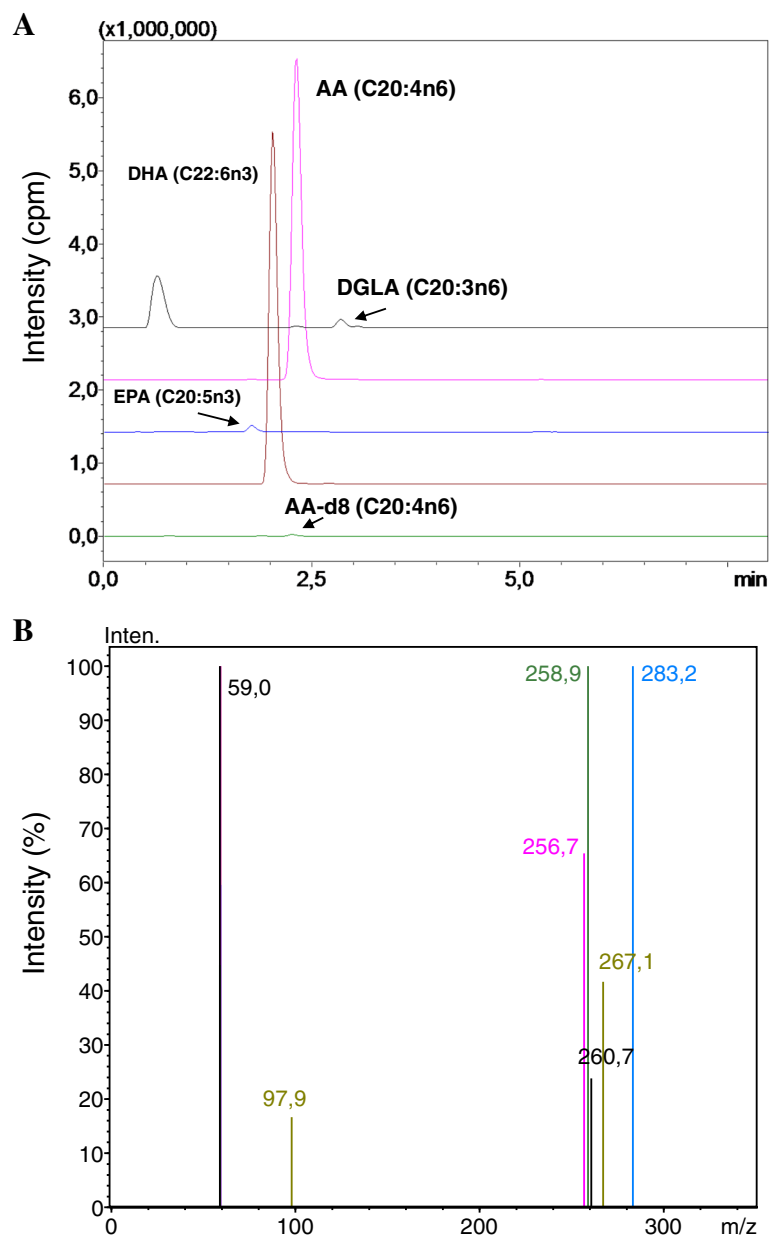 A
(x1,000,000)
AA (C20:4n6)
6,0
5,0
DHA (C22:6n3)
4,0
DGLA (C20:3n6)
3,0
2,0
EPA (C20:5n3)
1,0
AA-d8 (C20:4n6)
0,0
Intensity (cpm)
0,0 2,5 5,0 min
B
Inten.
100
59,0 258,9 283,2
90
80
70
256,7
60
50
267,1
40
30
260,7
20
97,9
10
0
Intensity (%)
0 100 200 300 m/z